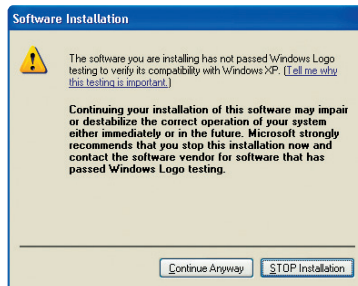 Software Installation
The software you are installing has not passed Windows Logo
testing to verify its compatibility with Windows XP. (Tell me why
this testing is important.)
Continuing your installation of this software may impair
or destabilize the correct operation of your system
either immediately or in the future. Microsoft strongly
recommends that you stop this installation now and
contact the software vendor for software that has
passed Windows Logo testing.
Continue Anyway
STOP Installation